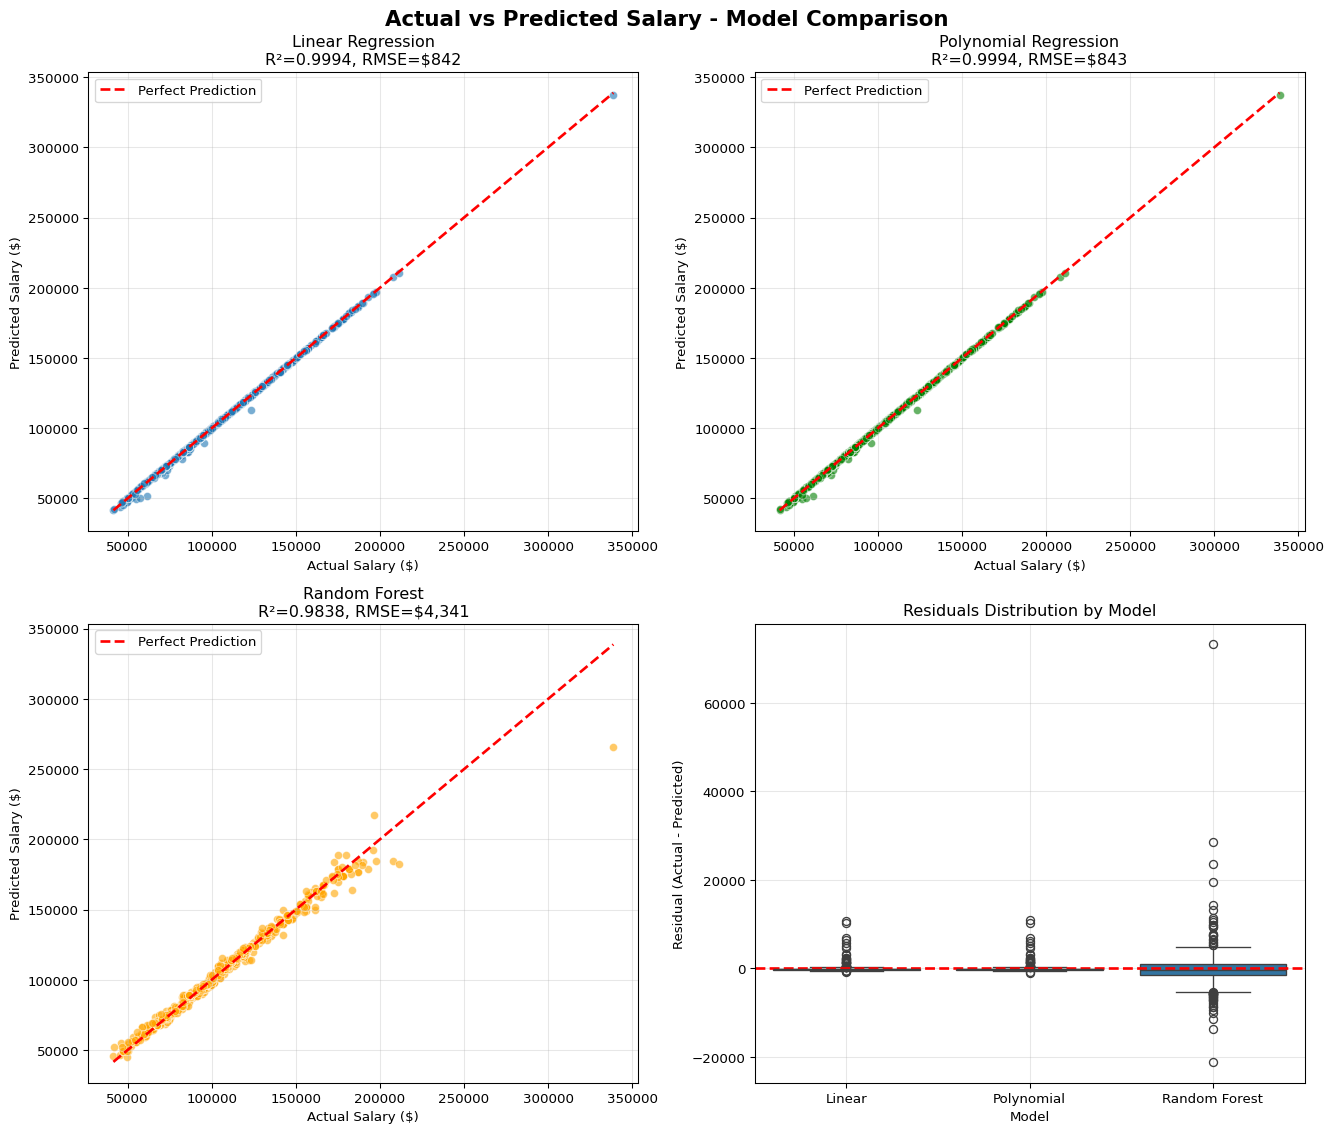 Actual vs Predicted Salary - Model Comparison
Linear Regression
R²=0.9994, RMSE=$842
350000
300000
250000
200000
150000
100000
50000
Predicted Salary ($)
Perfect Prediction
50000 100000 150000 200000 250000 300000 350000
Actual Salary ($)
Polynomial Regression
R²=0.9994, RMSE=$843
350000
300000
250000
200000
150000
100000
50000
Predicted Salary ($)
Perfect Prediction
50000 100000 150000 200000 250000 300000 350000
Actual Salary ($)
Random Forest
R²=0.9838, RMSE=$4,341
350000
300000
250000
200000
150000
100000
50000
Predicted Salary ($)
Perfect Prediction
50000 100000 150000 200000 250000 300000 350000
Actual Salary ($)
Residuals Distribution by Model
60000
40000
20000
0
−20000
Residual (Actual - Predicted)
Linear Polynomial Random Forest
Model